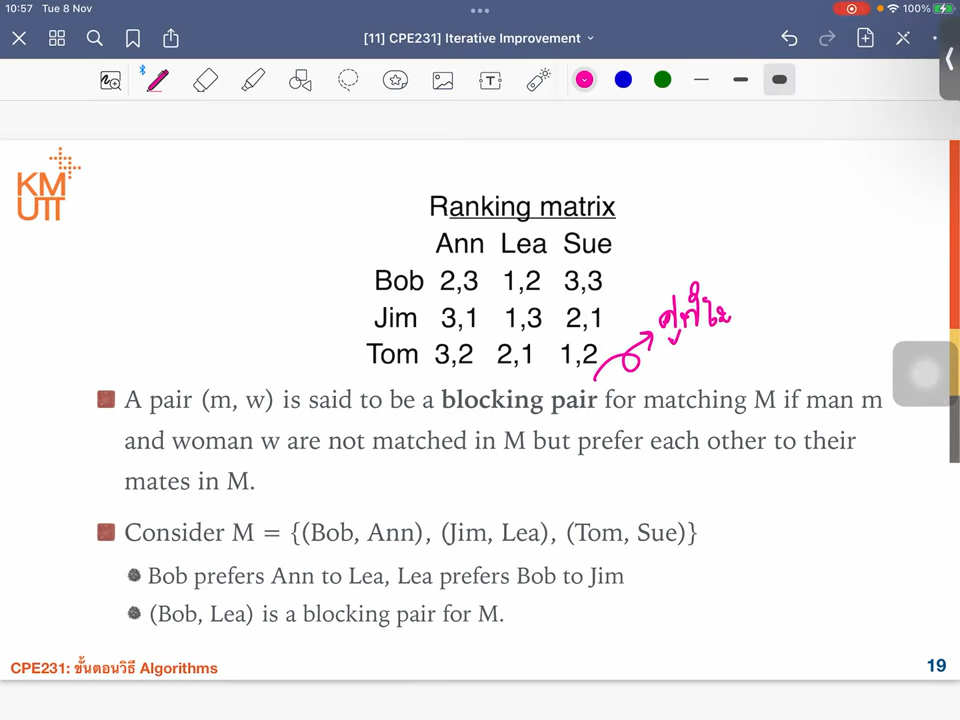 10:57 Tue 8 Nov
100%
[11] CPE231] Iterative Improvement
KM
UTT
Ranking matrix
Ann Lea Sue
Bob 2,3 1,2 3,3
Jim 3,1 1,3 2,1
Tom 3,2 2,1 1,2
A pair (m, w) is said to be a blocking pair for matching M if man m
and woman w are not matched in M but prefer each other to their
mates in M.
Consider M = {(Bob, Ann), (Jim, Lea), (Tom, Sue)}
Bob prefers Ann to Lea, Lea prefers Bob to Jim
(Bob, Lea) is a blocking pair for M.
CPE231: ขั้นตอนวิธี Algorithms
19